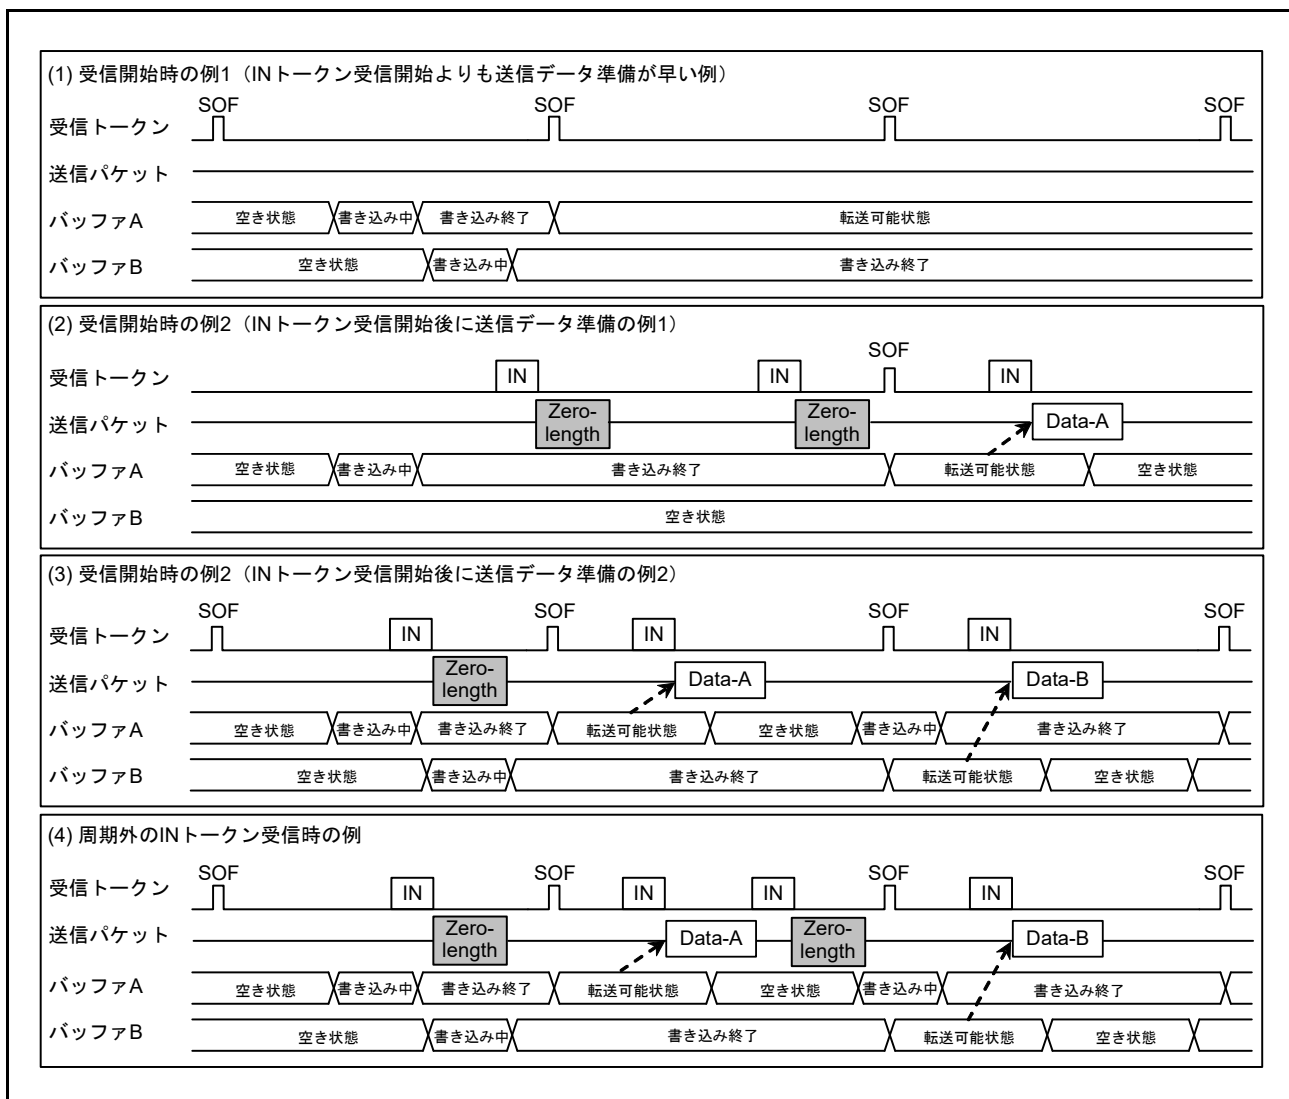 (1) 受信開始時の例1（INトークン受信開始よりも送信データ準備が早い例）
SOF SOF SOF SOF
受信トークン
送信パケット
バッファA 空き状態 書き込み中 書き込み終了 転送可能状態
バッファB 空き状態 書き込み中 書き込み終了
(2) 受信開始時の例2（INトークン受信開始後に送信データ準備の例1）
SOF
受信トークン IN IN IN
送信パケット Zero-length Zero-length Data-A
バッファA 空き状態 書き込み中 書き込み終了 転送可能状態 空き状態
バッファB 空き状態
(3) 受信開始時の例2（INトークン受信開始後に送信データ準備の例2）
SOF SOF SOF SOF
受信トークン IN IN IN
送信パケット Zero-length Data-A Data-B
バッファA 空き状態 書き込み中 書き込み終了 転送可能状態 空き状態 書き込み中 書き込み終了
バッファB 空き状態 書き込み中 書き込み終了 転送可能状態 空き状態
(4) 周期外のINトークン受信時の例
SOF SOF SOF SOF
受信トークン IN IN IN IN
送信パケット Zero-length Data-A Zero-length Data-B
バッファA 空き状態 書き込み中 書き込み終了 転送可能状態 空き状態 書き込み中 書き込み終了
バッファB 空き状態 書き込み中 書き込み終了 転送可能状態 空き状態